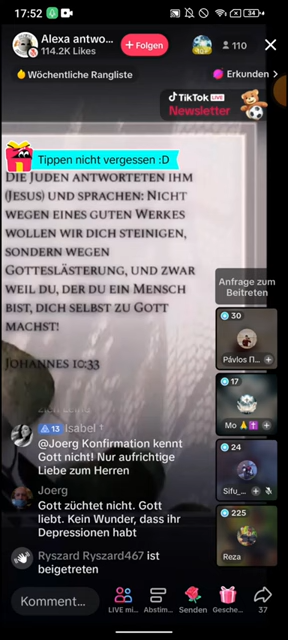 17:52
34
Alexa antwo...
114.2K Likes
+ Folgen
110
Wöchentliche Rangliste
Erkunden >
TikTok LIVE
Newsletter
Tippen nicht vergessen :D
Die Juden antworteten ihm
(Jesus) und sprachen: Nicht
wegen eines guten Werkes
wollen wir dich steinigen,
sondern wegen
Gotteslästerung, und zwar
weil du, der du ein Mensch
bist, dich selbst zu Gott
machst!
Johannes 10:33
Anfrage zum
Beitreten
30
Pávlos Π...
17
Mo
24
Sifu_...
225
Reza
13 Isabel
@Joerg Konfirmation kennt
Gott nicht! Nur aufrichtige
Liebe zum Herren
Joerg
Gott züchtet nicht. Gott
liebt. Kein Wunder, dass ihr
Depressionen habt
Ryszard Ryszard467 ist
beigetreten
Komment...
LIVE mi...
Abstim...
Senden
Gesche...
37